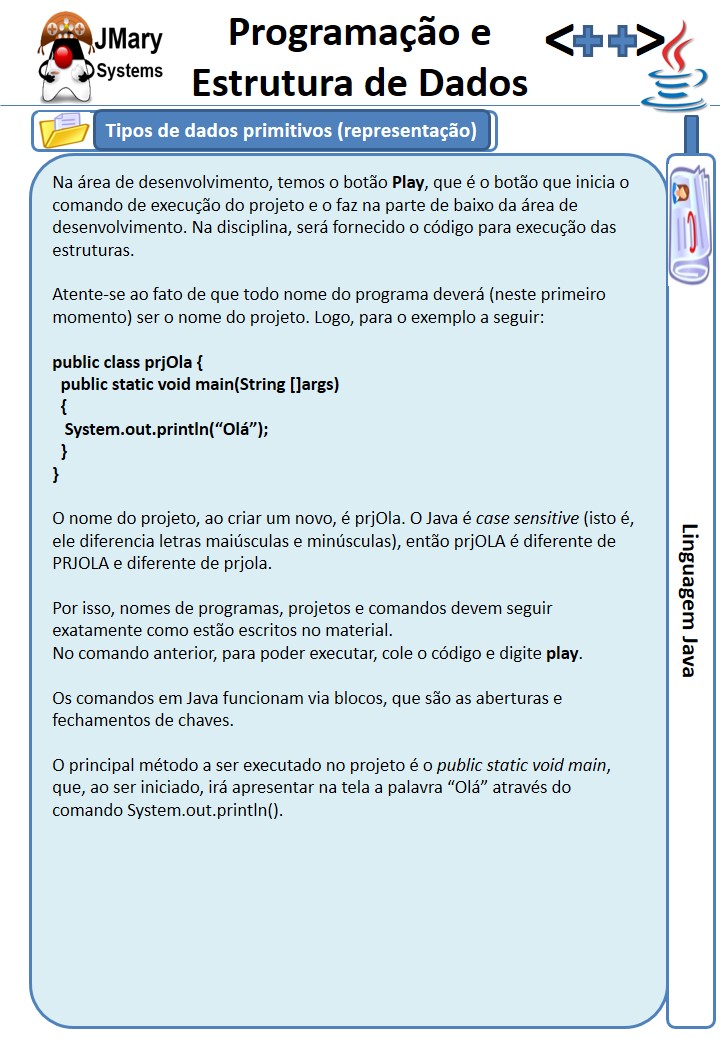 JMary
Systems
Programação e
Estrutura de Dados
<++>
Tipos de dados primitivos (representação)
Na área de desenvolvimento, temos o botão Play, que é o botão que inicia o
comando de execução do projeto e o faz na parte de baixo da área de
desenvolvimento. Na disciplina, será fornecido o código para execução das
estruturas.
Atente-se ao fato de que todo nome do programa deverá (neste primeiro
momento) ser o nome do projeto. Logo, para o exemplo a seguir:
public class prjOla {
public static void main(String []args)
{
System.out.println(“Olá”);
}
}
O nome do projeto, ao criar um novo, é prjOla. O Java é case sensitive (isto é,
ele diferencia letras maiúsculas e minúsculas), então prjOLA é diferente de
PRJOLA e diferente de prjola.
Por isso, nomes de programas, projetos e comandos devem seguir
exatamente como estão escritos no material.
No comando anterior, para poder executar, cole o código e digite play.
Os comandos em Java funcionam via blocos, que são as aberturas e
fechamentos de chaves.
O principal método a ser executado no projeto é o public static void main,
que, ao ser iniciado, irá apresentar na tela a palavra “Olá” através do
comando System.out.println().
Linguagem Java